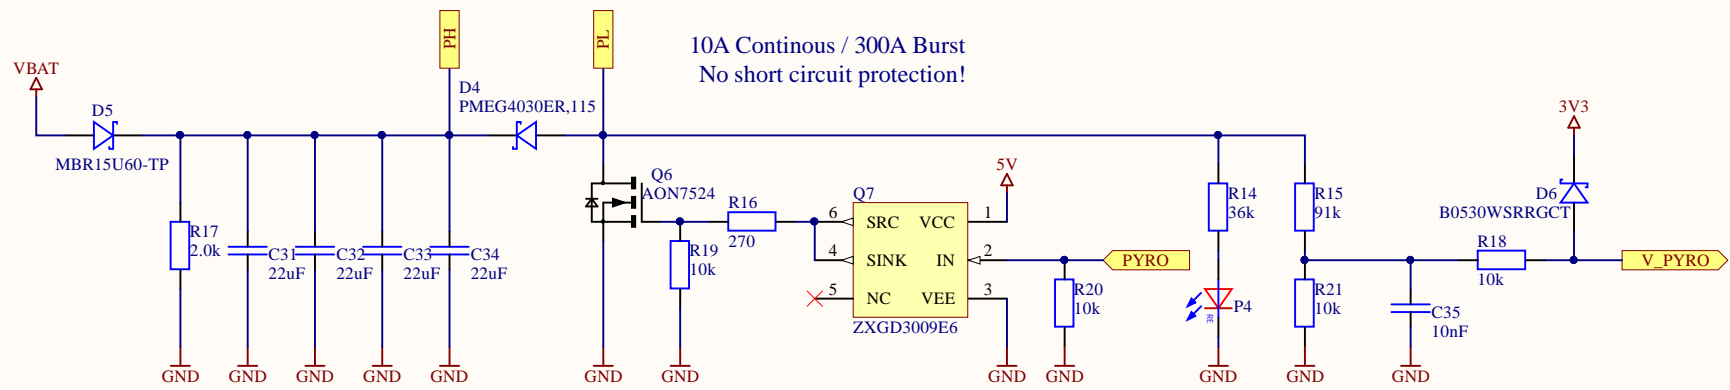 PH
PL
10A Continous / 300A Burst
No short circuit protection!
VBAT
D5
MBR15U60-TP
D4
PMEG4030ER,115
R17
2.0k
C31
22uF
C32
22uF
C33
22uF
C34
22uF
Q6
AON7524
R16
270
R19
10k
Q7
6 SRC VCC 1
4 SINK IN 2
5 NC VEE 3
ZXGD3009E6
5V
PYRO
R20
10k
R14
36k
P4
RE
R15
91k
R21
10k
C35
10nF
R18
10k
3V3
D6
B0530WSRRGCT
V_PYRO
GND GND GND GND GND GND GND GND GND GND GND GND